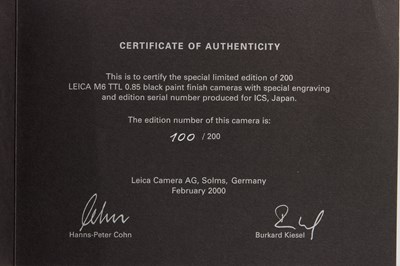 CERTIFICATE OF AUTHENTICITY
This is to certify the special limited edition of 200
LEICA M6 TTL 0.85 black paint finish cameras with special engraving
and edition serial number produced for ICS, Japan.
The edition number of this camera is:
100 / 200
Leica Camera AG, Solms, Germany
February 2000
Cohn
Hanns-Peter Cohn Burkard Kiesel